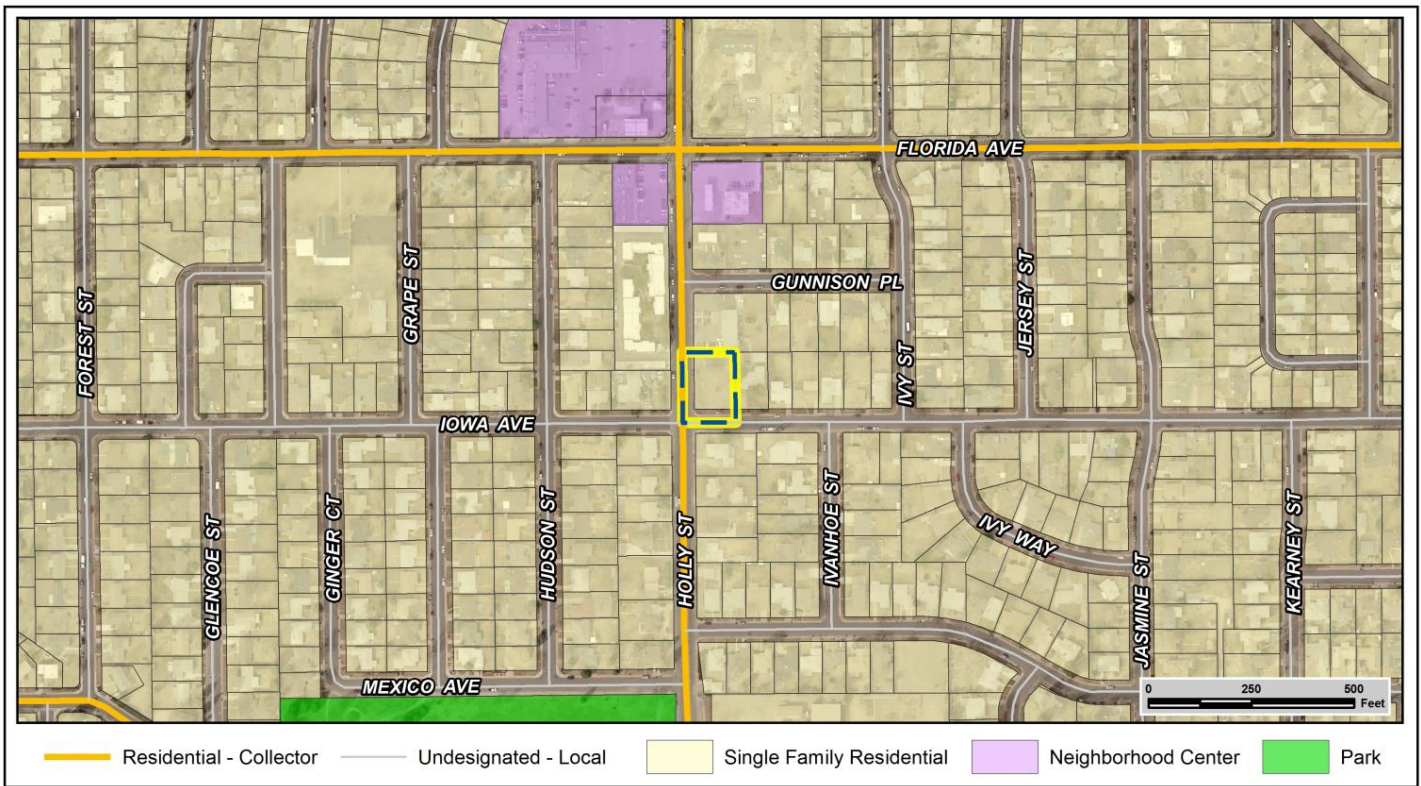 FLORIDA AVE
GUNNISON PL
GRAPE ST
JERSEY ST
FOREST ST
IVY ST
IOWA AVE
GLENCOE ST
GINGER CT
HUDSON ST
HOLLY ST
IVANHOE ST
IVY WAY
JASMINE ST
KEARNEY ST
MEXICO AVE
0 250 500
Feet
Residential - Collector Undesignated - Local Single Family Residential Neighborhood Center Park